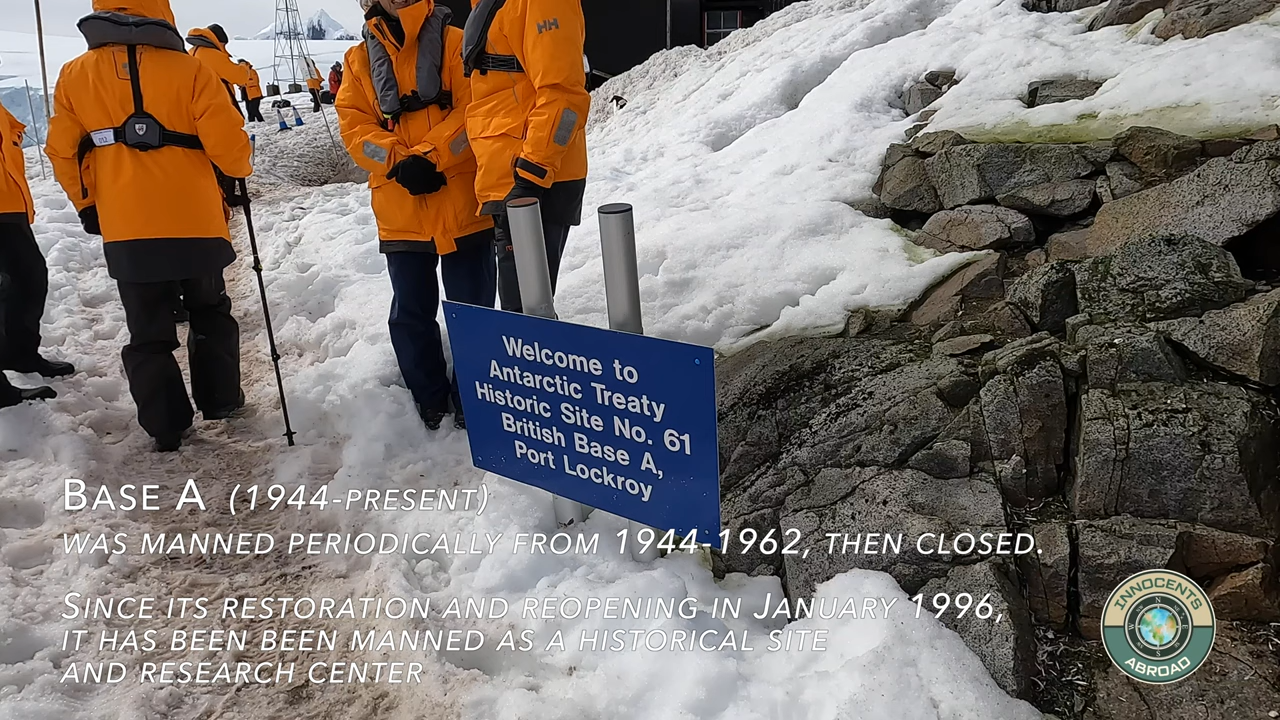 HH
Welcome to
Antarctic Treaty
Historic Site No. 61
British Base A,
Port Lockroy
BASE A (1944-PRESENT)
WAS MANNED PERIODICALLY FROM 1944-1962, THEN CLOSED.
SINCE ITS RESTORATION AND REOPENING IN JANUARY 1996,
IT HAS BEEN BEEN MANNED AS A HISTORICAL SITE
AND RESEARCH CENTER
INNOCENTS
ABROAD